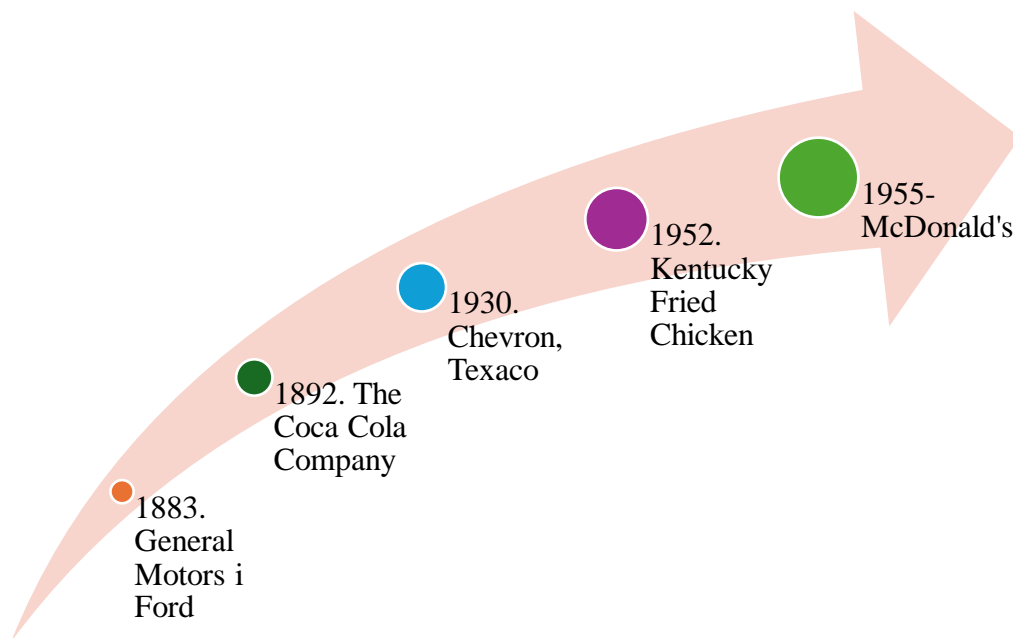 1883.
General
Motors i
Ford
1892. The
Coca Cola
Company
1930.
Chevron,
Texaco
1952.
Kentucky
Fried
Chicken
1955-
McDonald's